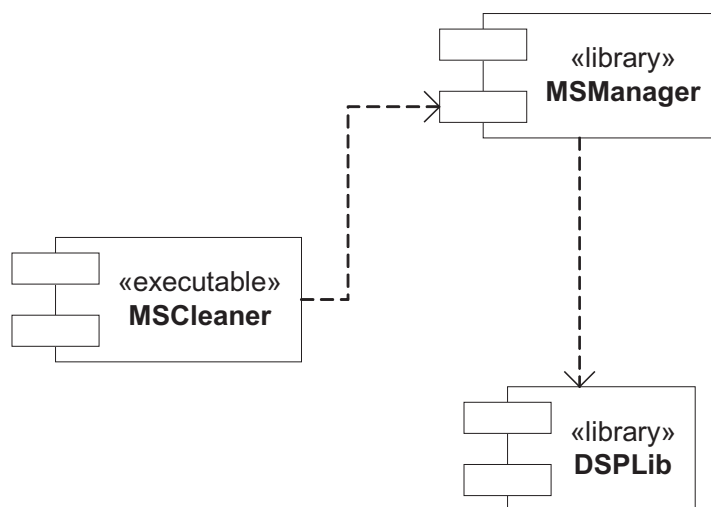 «library»
MSManager
«executable»
MSCleaner
«library»
DSPLib